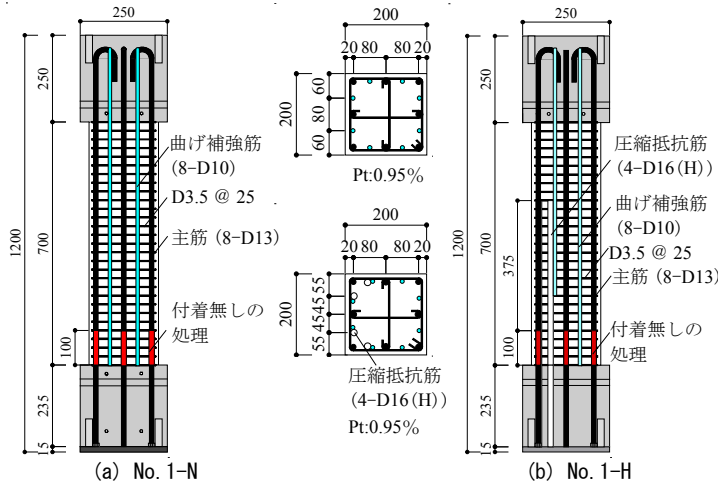 250
1200
250
700
100
235
15
曲げ補強筋
(8-D10)
D3.5 @ 25
主筋 (8-D13)
付着無しの
処理
(a) No. 1-N
200
20 80 80 20
200
60
80
60
Pt:0.95%
200
20 80 80 20
200
55
45
45
55
圧縮抵抗筋
(4-D16(H))
Pt:0.95%
250
1200
250
700
375
100
235
15
圧縮抵抗筋
(4-D16(H))
曲げ補強筋
(8-D10)
D3.5 @ 25
主筋 (8-D13)
付着無しの
処理
(b) No. 1-H